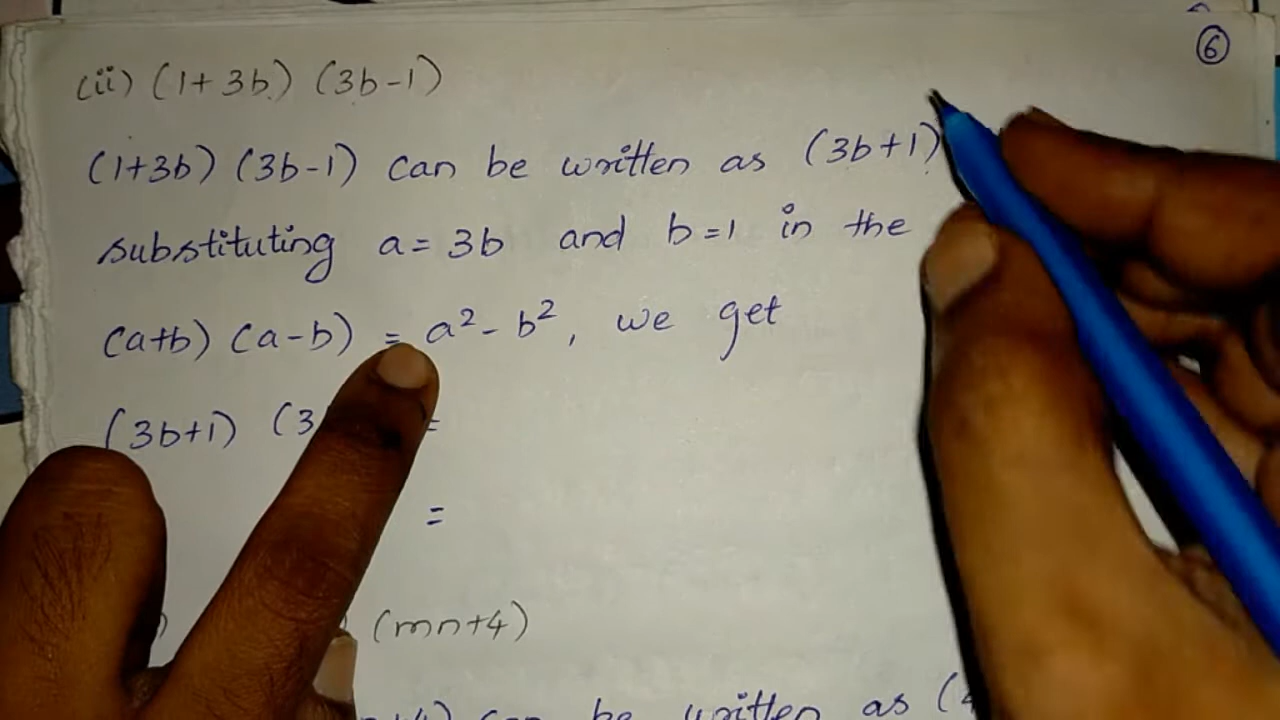 6
(ii) (1+3b) (3b-1)
(1+3b) (3b-1) can be written as (3b+1)
substituting a = 3b and b = 1 in the
(a+b) (a-b) = a² - b², we get
(3b+1) (3 =
=
) (mn+4)
can be written as (